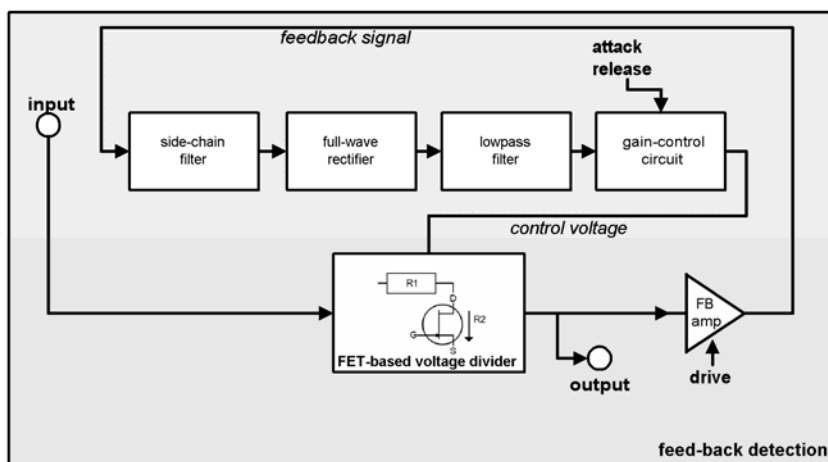 feedback signal
attack
release
input
side-chain
filter
full-wave
rectifier
lowpass
filter
gain-control
circuit
control voltage
R1
D
R2
G
S
FET-based voltage divider
FB
amp
output
drive
feed-back detection